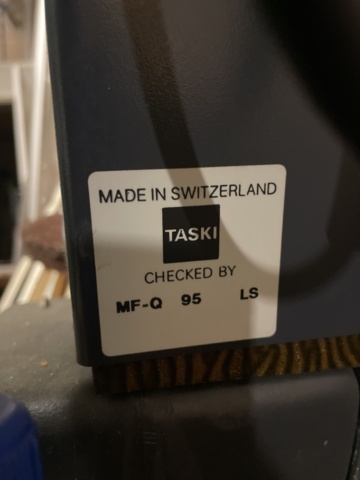 MADE IN SWITZERLAND
TASKI
CHECKED BY
MF-Q 95 LS